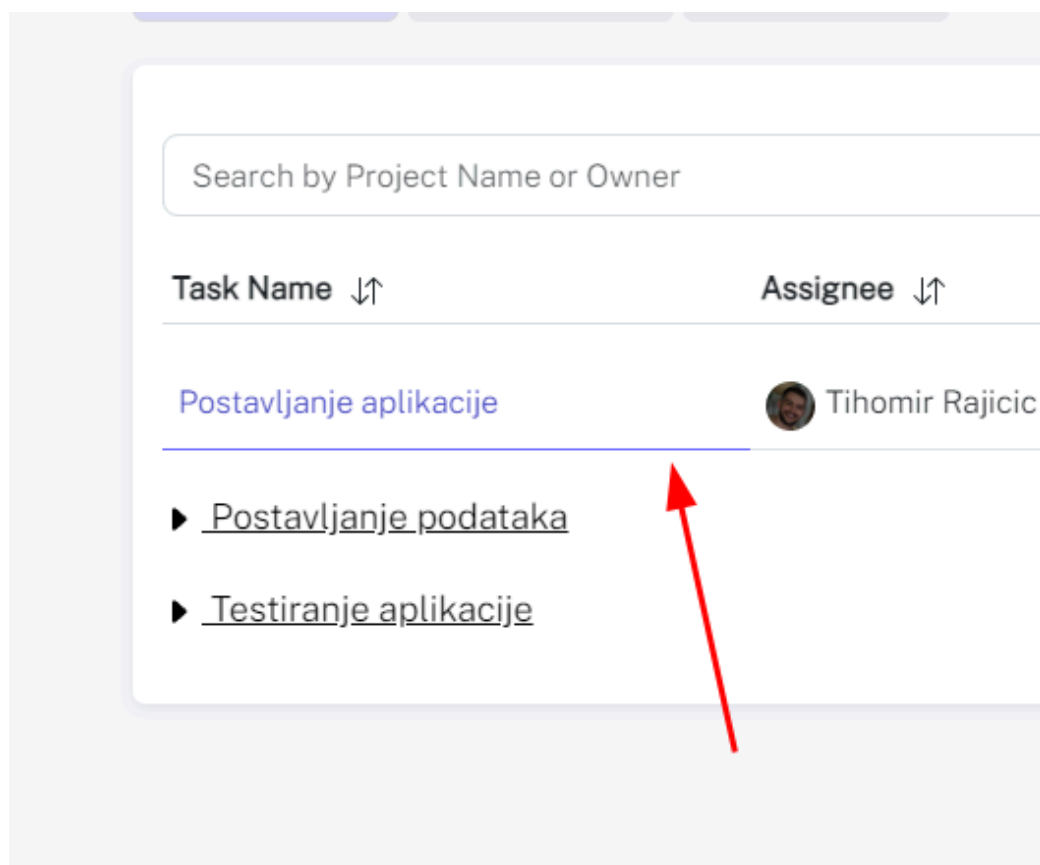 Search by Project Name or Owner
Task Name Assignee
Postavljanje aplikacije Tihomir Rajicic
Postavljanje podataka
Testiranje aplikacije